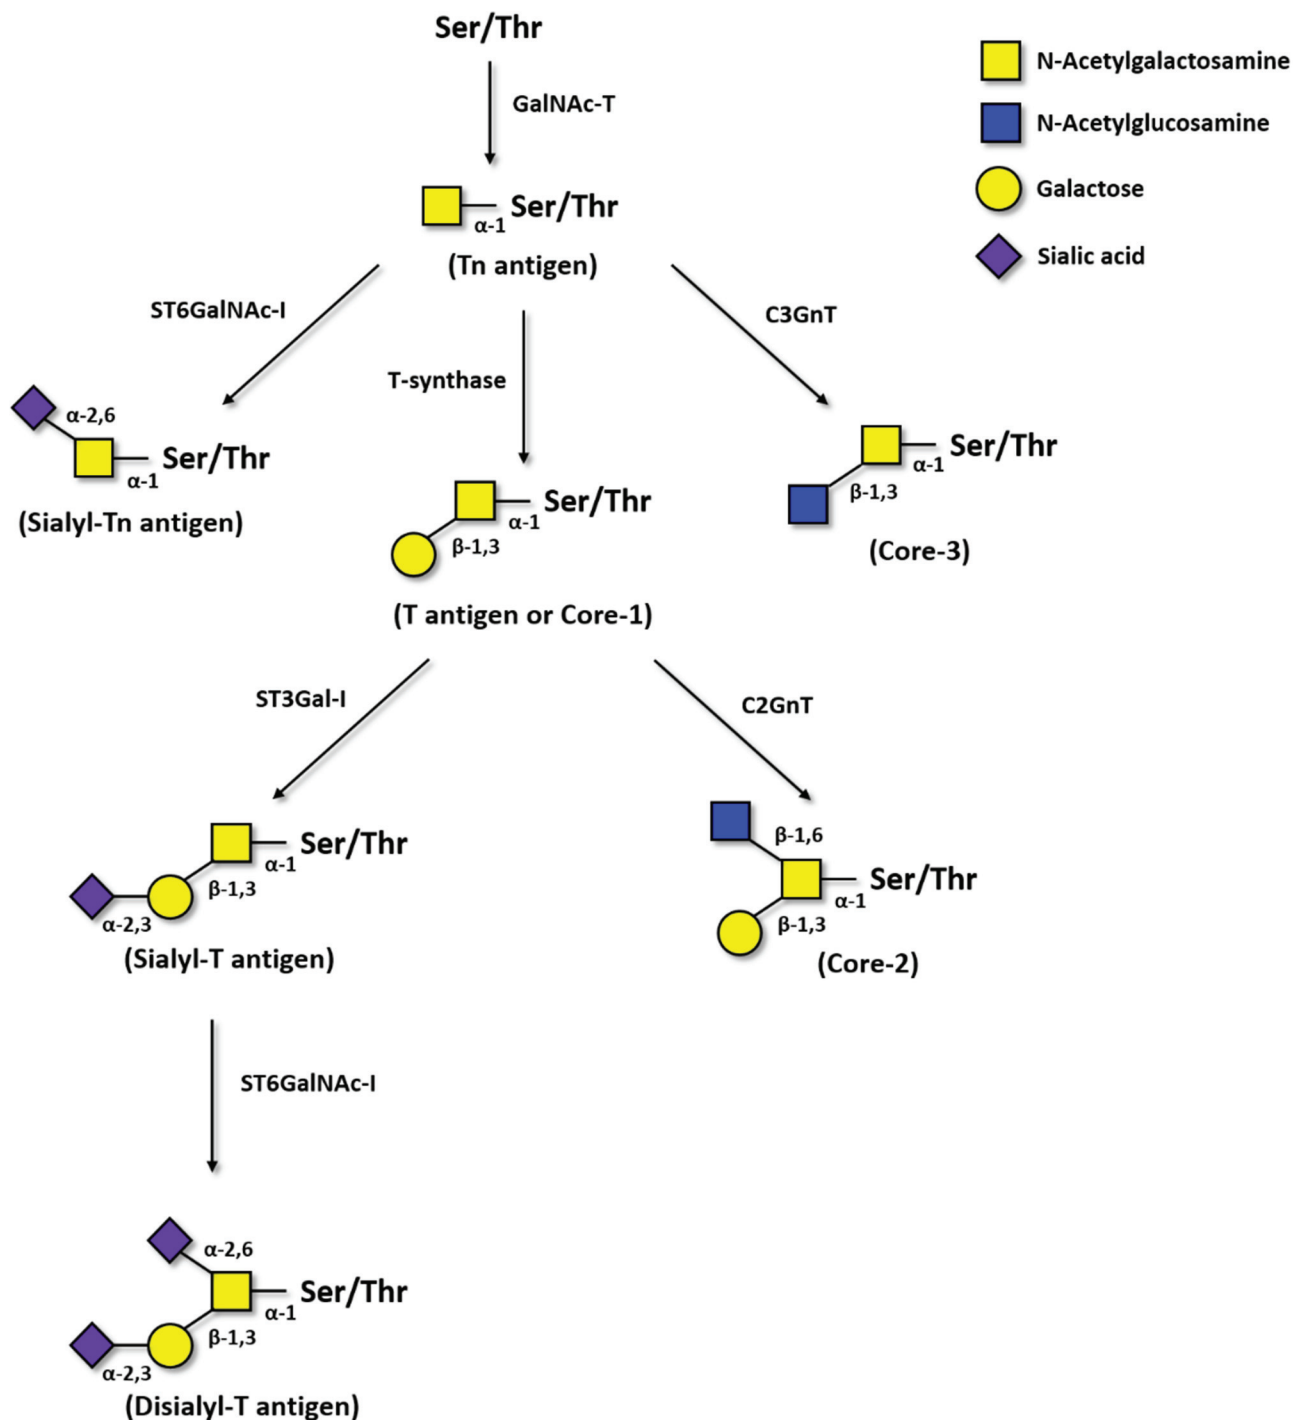 Ser/Thr
GalNAc-T
N-Acetylgalactosamine
N-Acetylglucosamine
Galactose
Sialic acid
Ser/Thr
α-1
(Tn antigen)
ST6GalNAc-I
T-synthase
C3GnT
α-2,6
Ser/Thr
α-1
(Sialyl-Tn antigen)
Ser/Thr
α-1
β-1,3
(T antigen or Core-1)
Ser/Thr
α-1
β-1,3
(Core-3)
ST3Gal-I
C2GnT
Ser/Thr
α-1
β-1,3
α-2,3
(Sialyl-T antigen)
β-1,6
Ser/Thr
α-1
β-1,3
(Core-2)
ST6GalNAc-I
α-2,6
Ser/Thr
α-1
β-1,3
α-2,3
(Disialyl-T antigen)